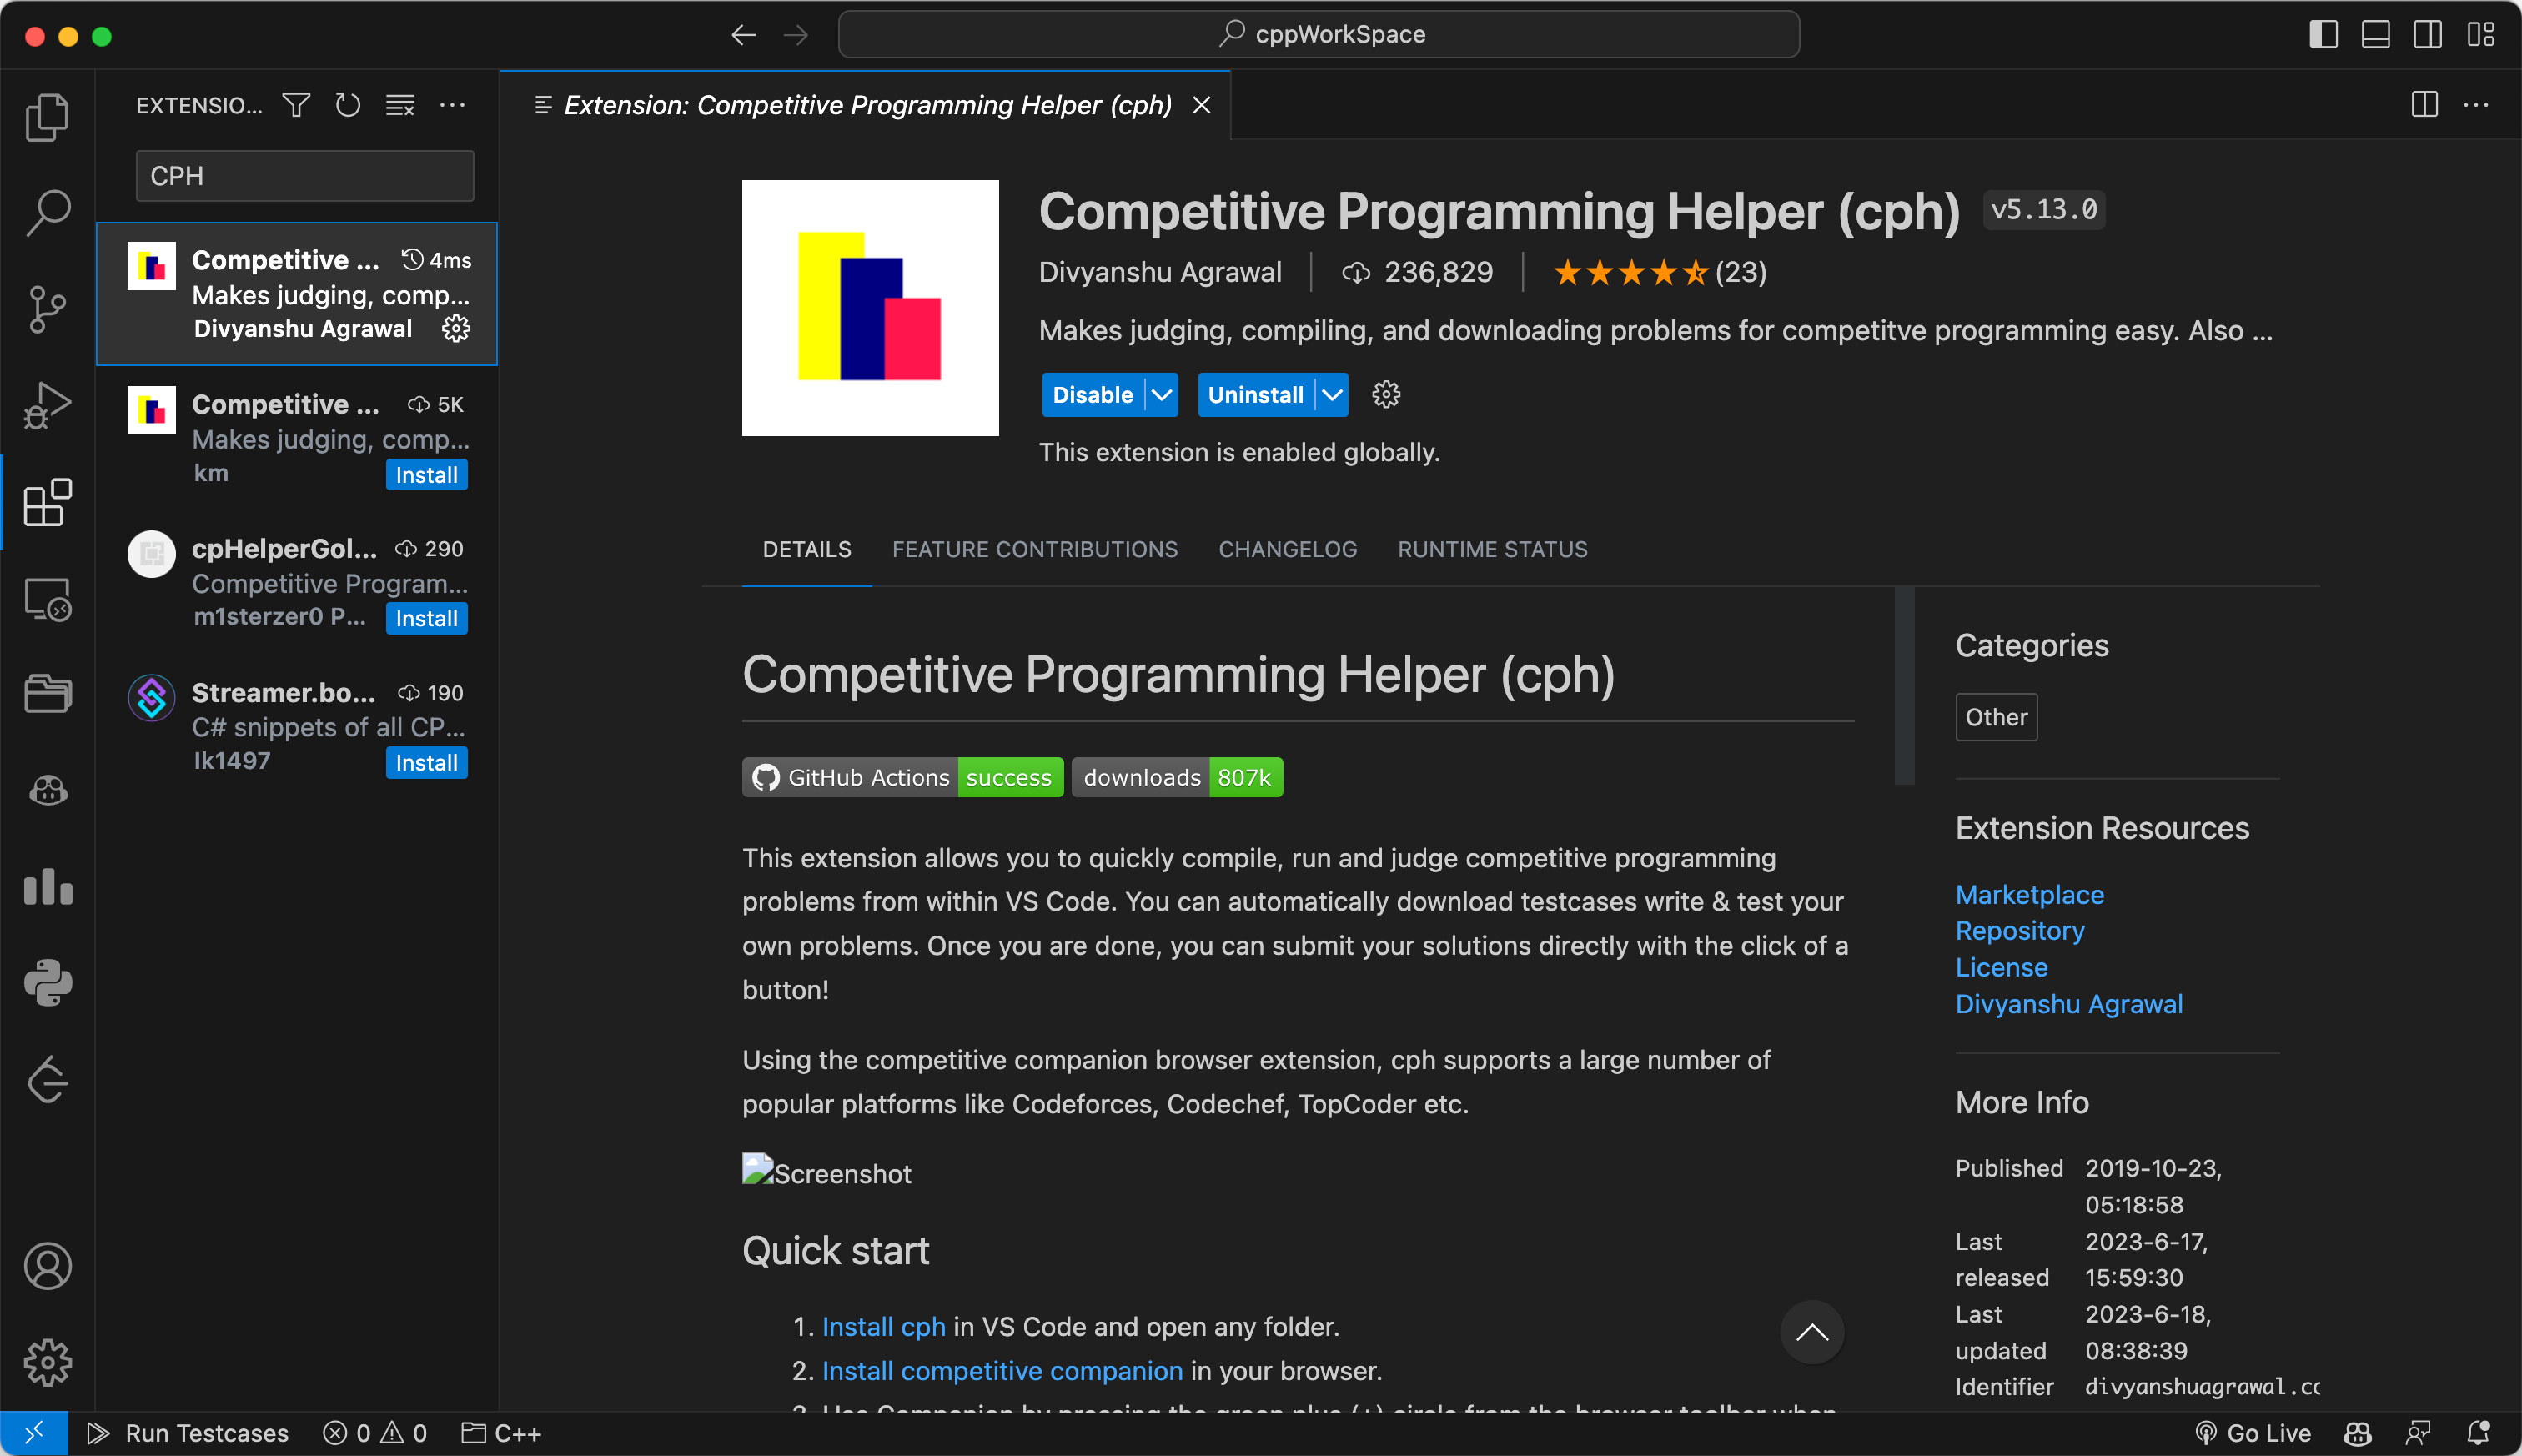 cppWorkSpace
EXTENSIO...
CPH
Competitive ... 4ms
Makes judging, comp...
Divyanshu Agrawal
Competitive ... 5K
Makes judging, comp...
km
Install
cpHelperGol... 290
Competitive Program...
m1sterzer0 P...
Install
Streamer.bo... 190
C# snippets of all CP...
Install
Extension: Competitive Programming Helper (cph)
Competitive Programming Helper (cph) v5.13.0
Divyanshu Agrawal 236,829 (23)
Makes judging, compiling, and downloading problems for competitve programming easy. Also ...
Disable Uninstall
This extension is enabled globally.
DETAILS FEATURE CONTRIBUTIONS CHANGELOG RUNTIME STATUS
Competitive Programming Helper (cph)
GitHub Actions success downloads 807k
This extension allows you to quickly compile, run and judge competitive programming
problems from within VS Code. You can automatically download testcases write & test your
own problems. Once you are done, you can submit your solutions directly with the click of a
button!
Using the competitive companion browser extension, cph supports a large number of
popular platforms like Codeforces, Codechef, TopCoder etc.
Screenshot
Quick start
1. Install cph in VS Code and open any folder.
2. Install competitive companion in your browser.
Categories
Other
Extension Resources
Marketplace
Repository
License
Divyanshu Agrawal
More Info
Published 2019-10-23,
05:18:58
Last 2023-6-17,
released 15:59:30
Last 2023-6-18,
updated 08:38:39
Identifier divyanshuagrawal.
Run Testcases 0 0 C++
Go Live